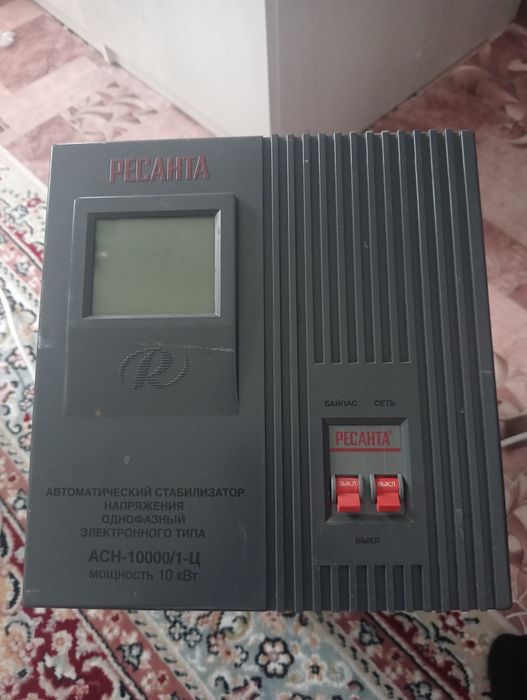 РЕСАНТА
R
БАЙПАС СЕТЬ
РЕСАНТА®
ВЫКЛ ВЫКЛ
ВЫКЛ
АВТОМАТИЧЕСКИЙ СТАБИЛИЗАТОР
НАПРЯЖЕНИЯ
ОДНОФАЗНЫЙ
ЭЛЕКТРОННОГО ТИПА
АСН-10000/1-Ц
МОЩНОСТЬ 10 кВт